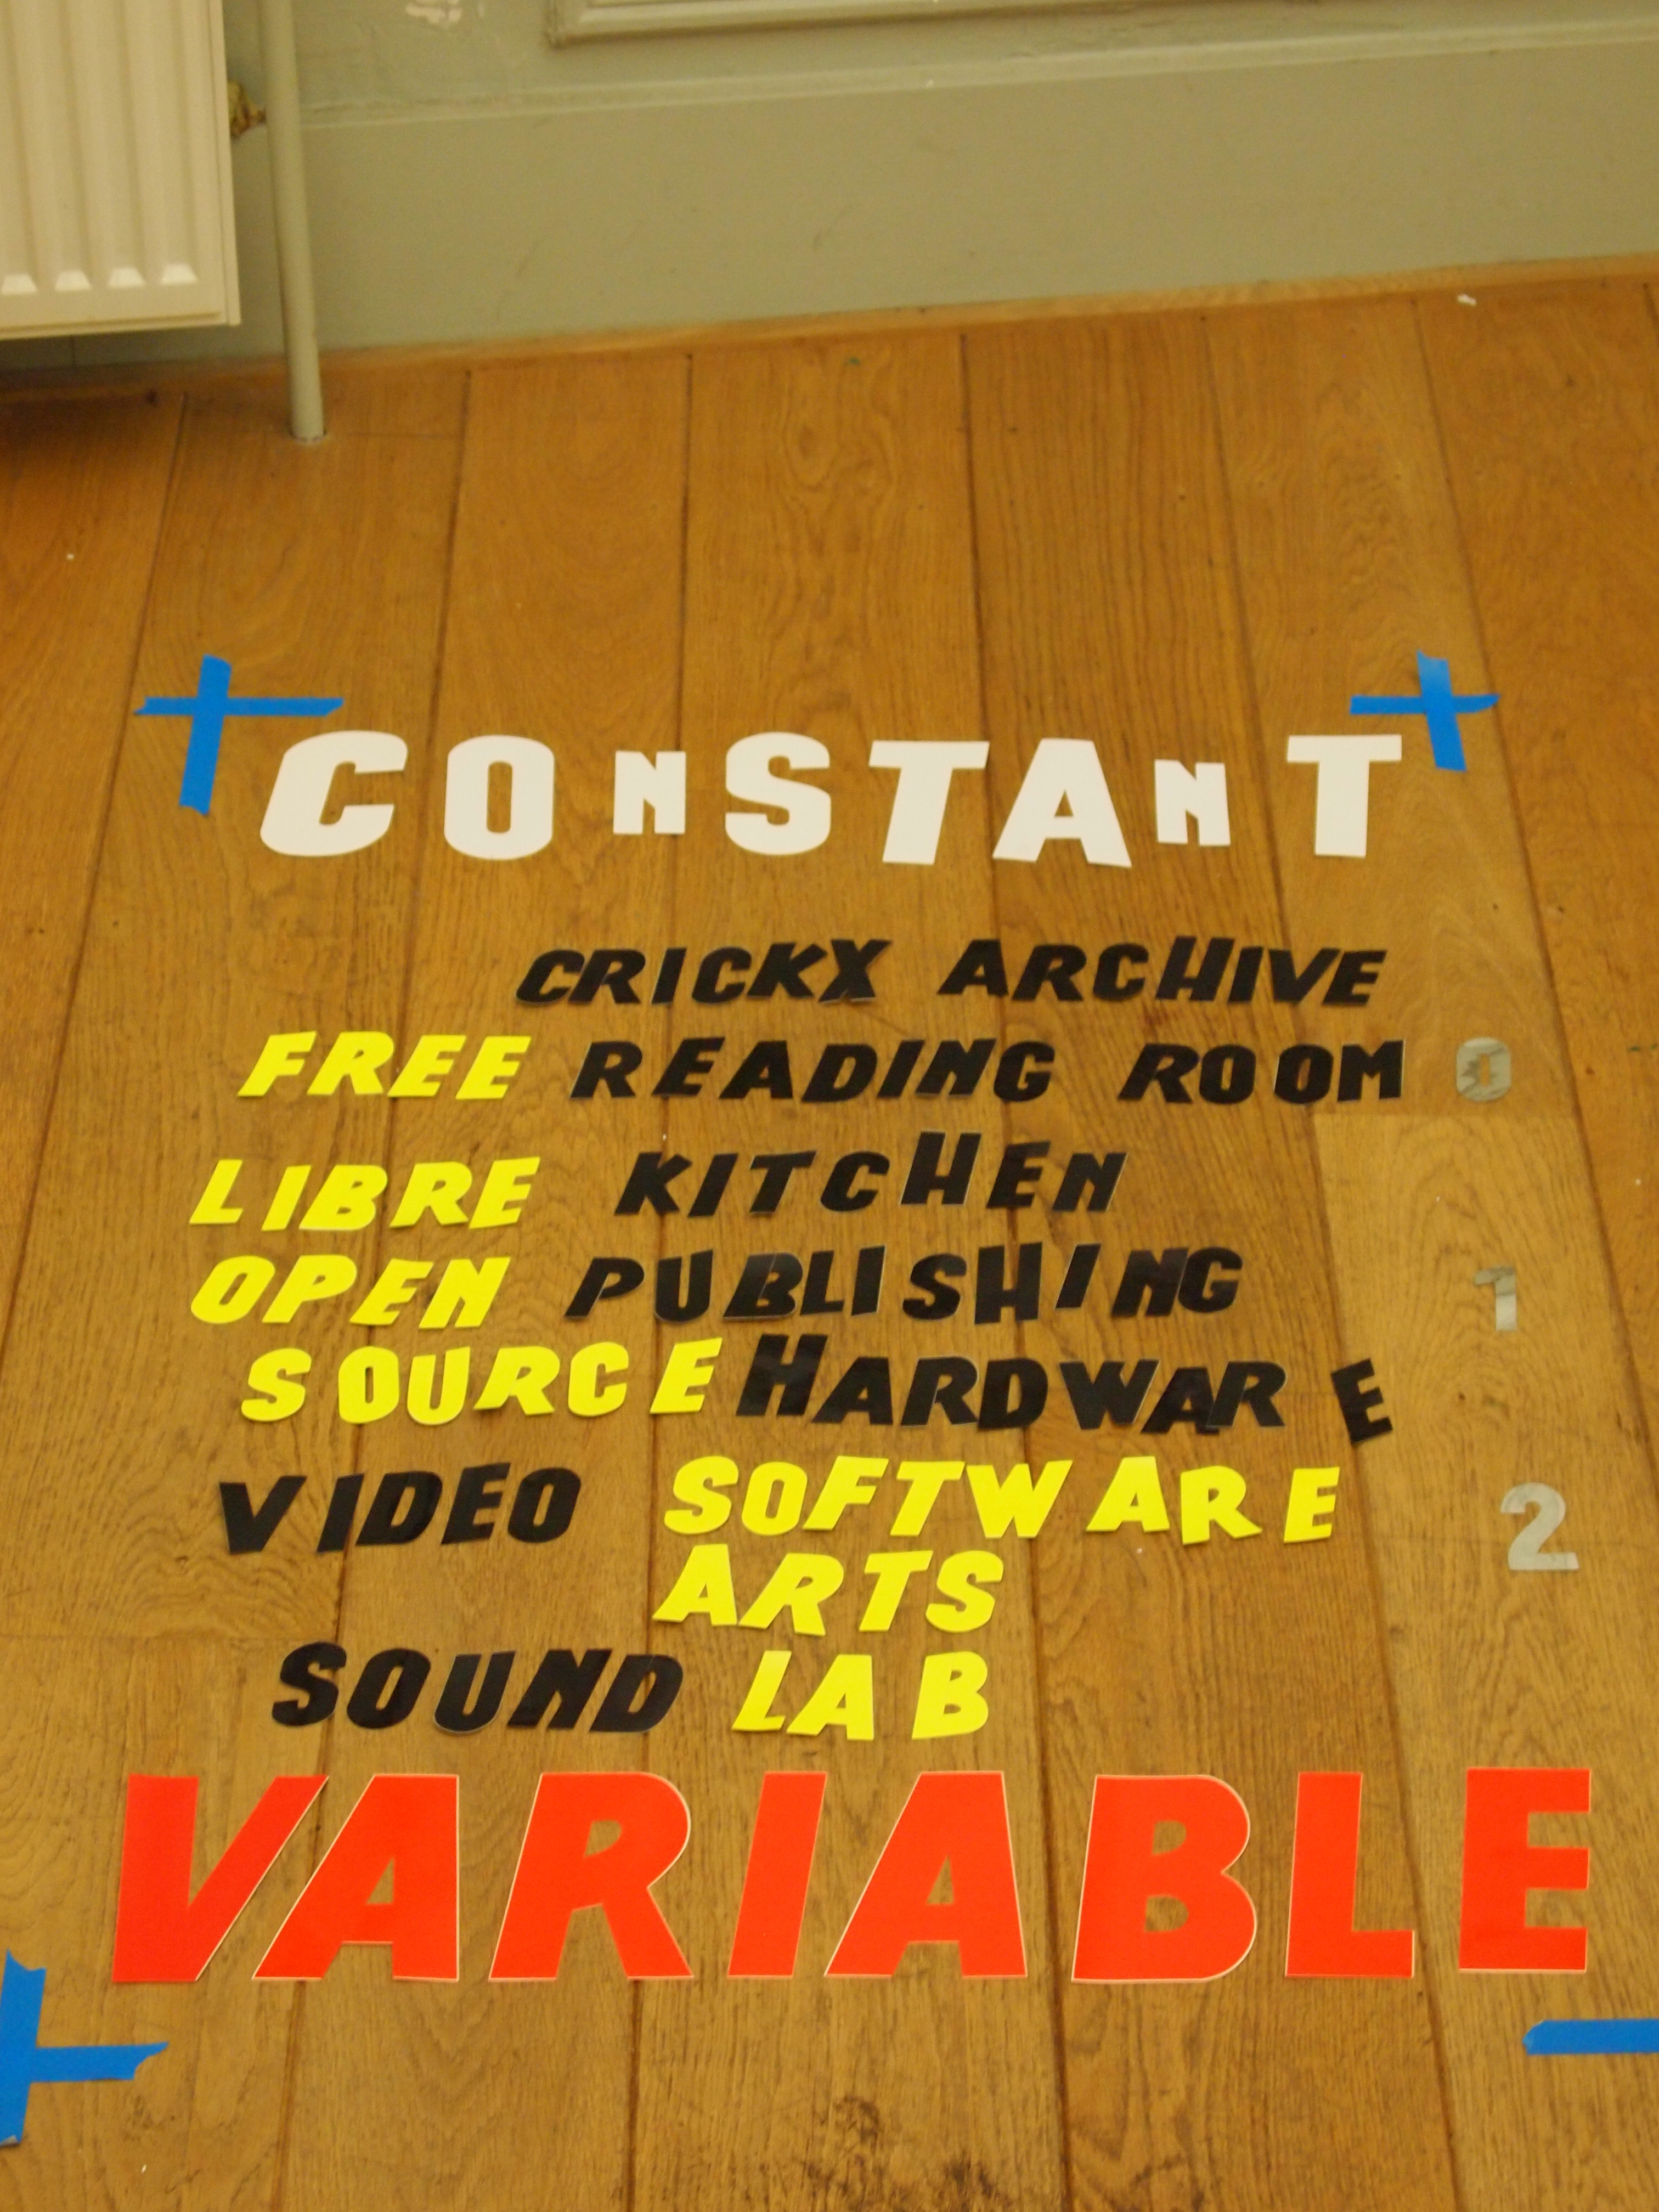 CONSTANT
CRICKX ARCHIVE
FREE READING ROOM 0
LIBRE KITCHEN
OPEN PUBLISHING 1
SOURCE HARDWARE
VIDEO SOFTWARE 2
ARTS
SOUND LAB
VARIABLE